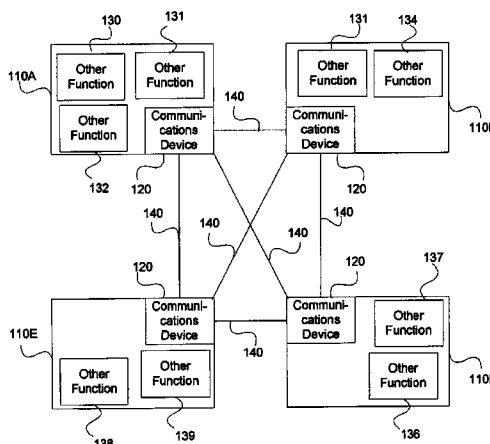 130
131
131
134
110A
Other
Function
Other
Function
Other
Function
Other
Function
Other
Function
132
Communi-
cations
Device
120
140
Communi-
cations
Device
120
140
140
140
140
120
120
137
110E
Communi-
cations
Device
140
Communi-
cations
Device
Other
Function
Other
Function
Other
Function
Other
Function
138
139
136